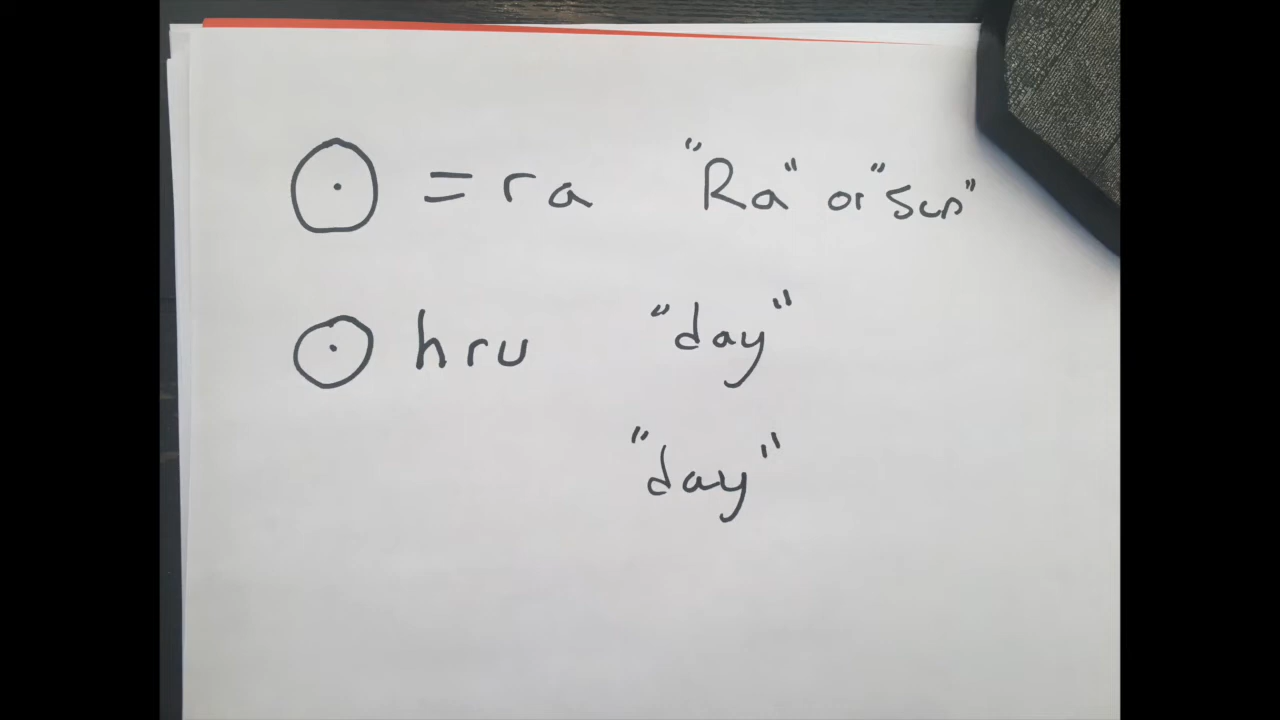 ☉ = ra "Ra" or "Sun"
☉ hru "day"
"day"